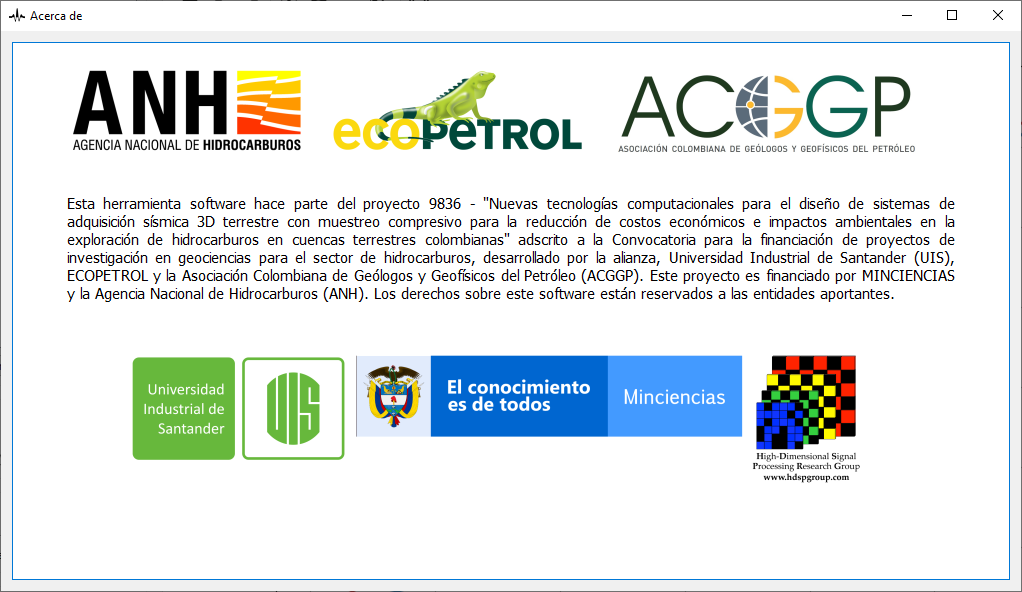 Acerca de
ANH
AGENCIA NACIONAL DE HIDROCARBUROS
ecoPETROL
ACGGP
ASOCIACIÓN COLOMBIANA DE GEÓLOGOS Y GEOFÍSICOS DEL PETRÓLEO
Esta herramienta software hace parte del proyecto 9836 - "Nuevas tecnologías computacionales para el diseño de sistemas de
adquisición sísmica 3D terrestre con muestreo compresivo para la reducción de costos económicos e impactos ambientales en la
exploración de hidrocarburos en cuencas terrestres colombianas" adscrito a la Convocatoria para la financiación de proyectos de
investigación en geociencias para el sector de hidrocarburos, desarrollado por la alianza, Universidad Industrial de Santander (UIS),
ECOPETROL y la Asociación Colombiana de Geólogos y Geofísicos del Petróleo (ACGGP). Este proyecto es financiado por MINCIENCIAS
y la Agencia Nacional de Hidrocarburos (ANH). Los derechos sobre este software están reservados a las entidades aportantes.
Universidad
Industrial de
Santander
UIS
El conocimiento
es de todos
Minciencias
High-Dimensional Signal
Processing Research Group
www.hdspgroup.com